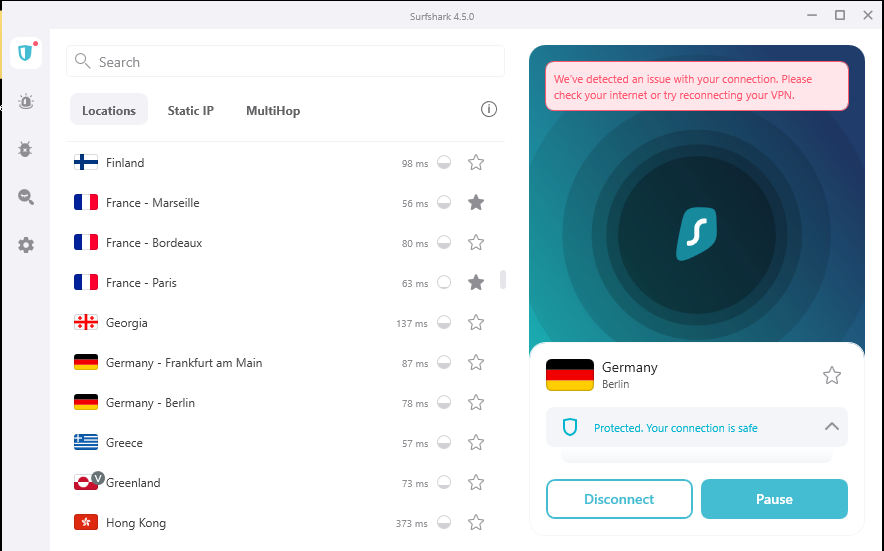 Surfshark 4.5.0
Search
Locations Static IP MultiHop
Finland 98 ms
France - Marseille 56 ms
France - Bordeaux 80 ms
France - Paris 63 ms
Georgia 137 ms
Germany - Frankfurt am Main 87 ms
Germany - Berlin 78 ms
Greece 57 ms
V Greenland 73 ms
Hong Kong 373 ms
We've detected an issue with your connection. Please
check your internet or try reconnecting your VPN.
Germany
Berlin
Protected. Your connection is safe
Disconnect Pause